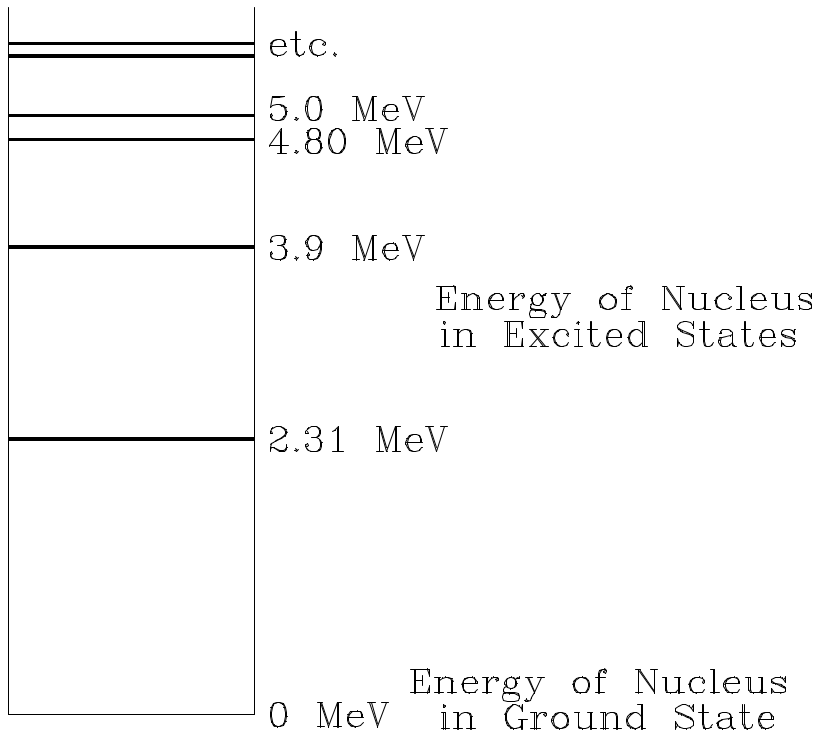 etc.
5.0 MeV
4.80 MeV
3.9 MeV
Energy of Nucleus
in Excited States
2.31 MeV
Energy of Nucleus
0 MeV in Ground State